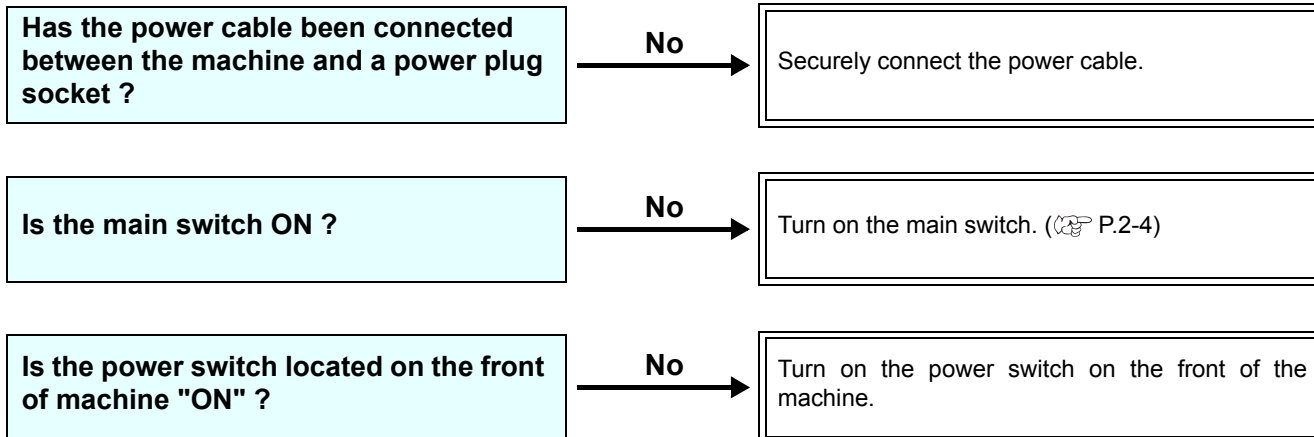 Has the power cable been connected
between the machine and a power plug
socket ?
No
Securely connect the power cable.
Is the main switch ON ?
No
Turn on the main switch. (☞ P.2-4)
Is the power switch located on the front
of machine "ON" ?
No
Turn on the power switch on the front of the
machine.